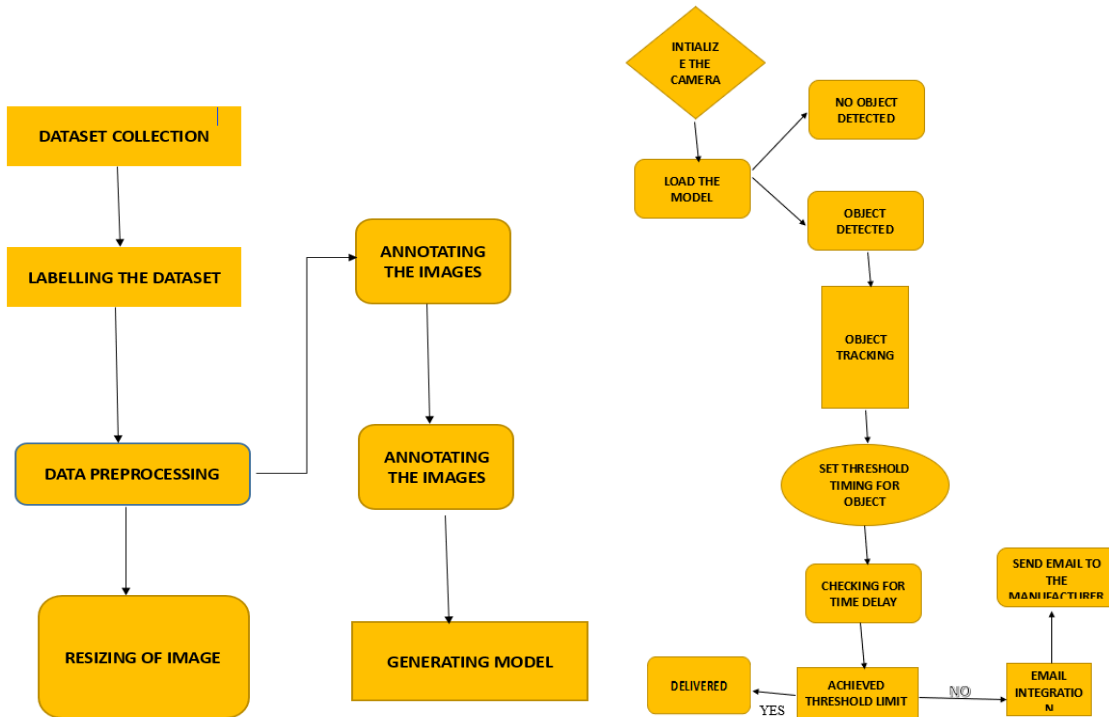 DATASET COLLECTION
LABELLING THE DATASET
DATA PREPROCESSING
RESIZING OF IMAGE
ANNOTATING
THE IMAGES
ANNOTATING
THE IMAGES
GENERATING MODEL
INTIALIZ
E THE
CAMERA
LOAD THE
MODEL
NO OBJECT
DETECTED
OBJECT
DETECTED
OBJECT
TRACKING
SET THRESHOLD
TIMING FOR
OBJECT
CHECKING FOR
TIME DELAY
ACHIEVED
THRESHOLD LIMIT
YES
DELIVERED
NO
EMAIL
INTEGRATIO
N
SEND EMAIL TO
THE
MANUFACTURER